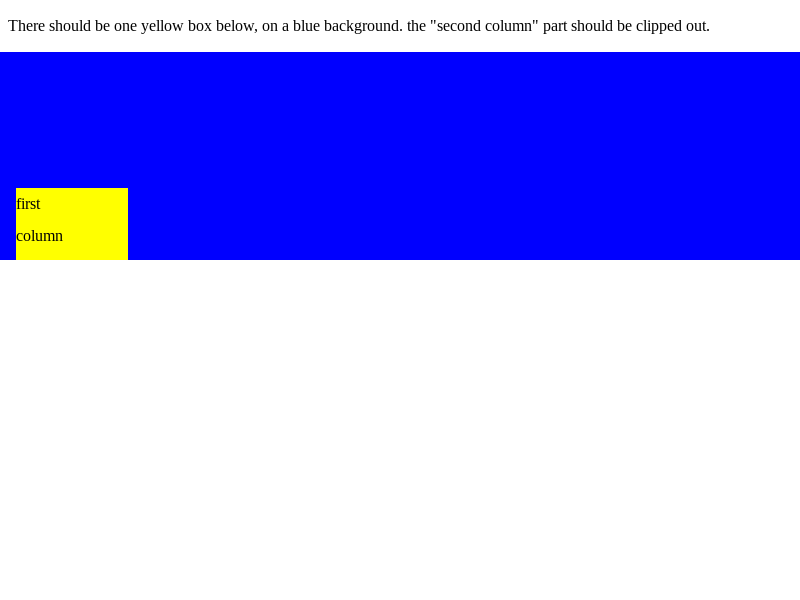 There should be one yellow box below, on a blue background. the "second column" part should be clipped out.
first
column